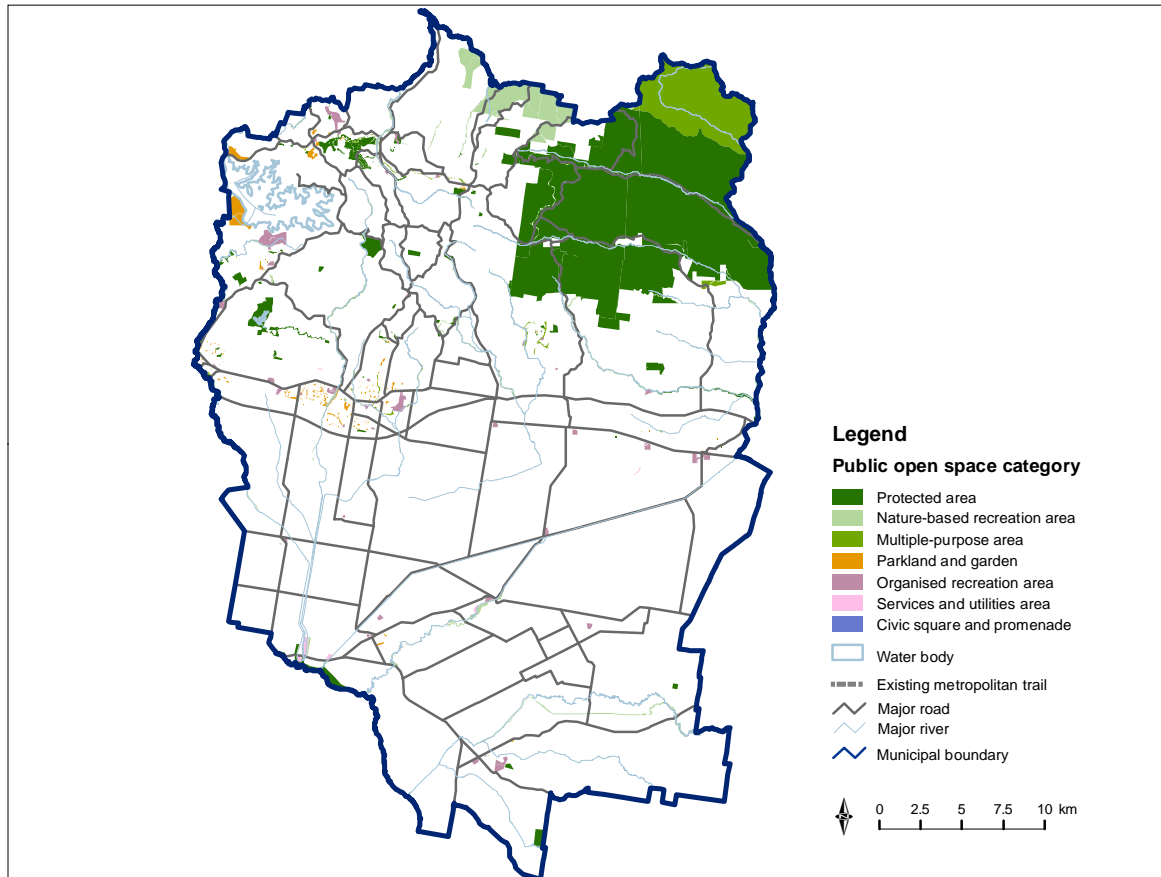 Legend
Public open space category
Protected area
Nature-based recreation area
Multiple-purpose area
Parkland and garden
Organised recreation area
Services and utilities area
Civic square and promenade
Water body
Existing metropolitan trail
Major road
Major river
Municipal boundary
N
0 2.5 5 10 km